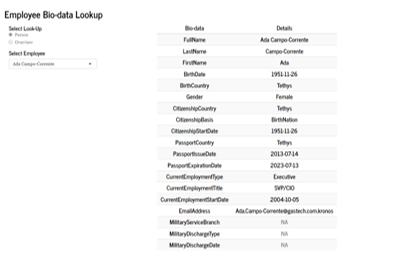 Employee Bio-data Lookup
Select Look-Up
Person
Overview
Select Employee
Ada Campo-Corrente
Bio-data Details
FullName Ada Campo-Corrente
LastName Campo-Corrente
FirstName Ada
BirthDate 1951-11-26
BirthCountry Tethys
Gender Female
CitizenshipCountry Tethys
CitizenshipBasis BirthNation
CitizenshipStartDate 1951-11-26
PassportCountry Tethys
PassportIssueDate 2013-07-14
PassportExpirationDate 2023-07-13
CurrentEmploymentType Executive
CurrentEmploymentTitle SVP/CIO
CurrentEmploymentStartDate 2004-10-05
EmailAddress Ada.Campo-Corrente@gastech.com.kronos
MilitaryServiceBranch NA
MilitaryDischargeType NA
MilitaryDischargeDate NA